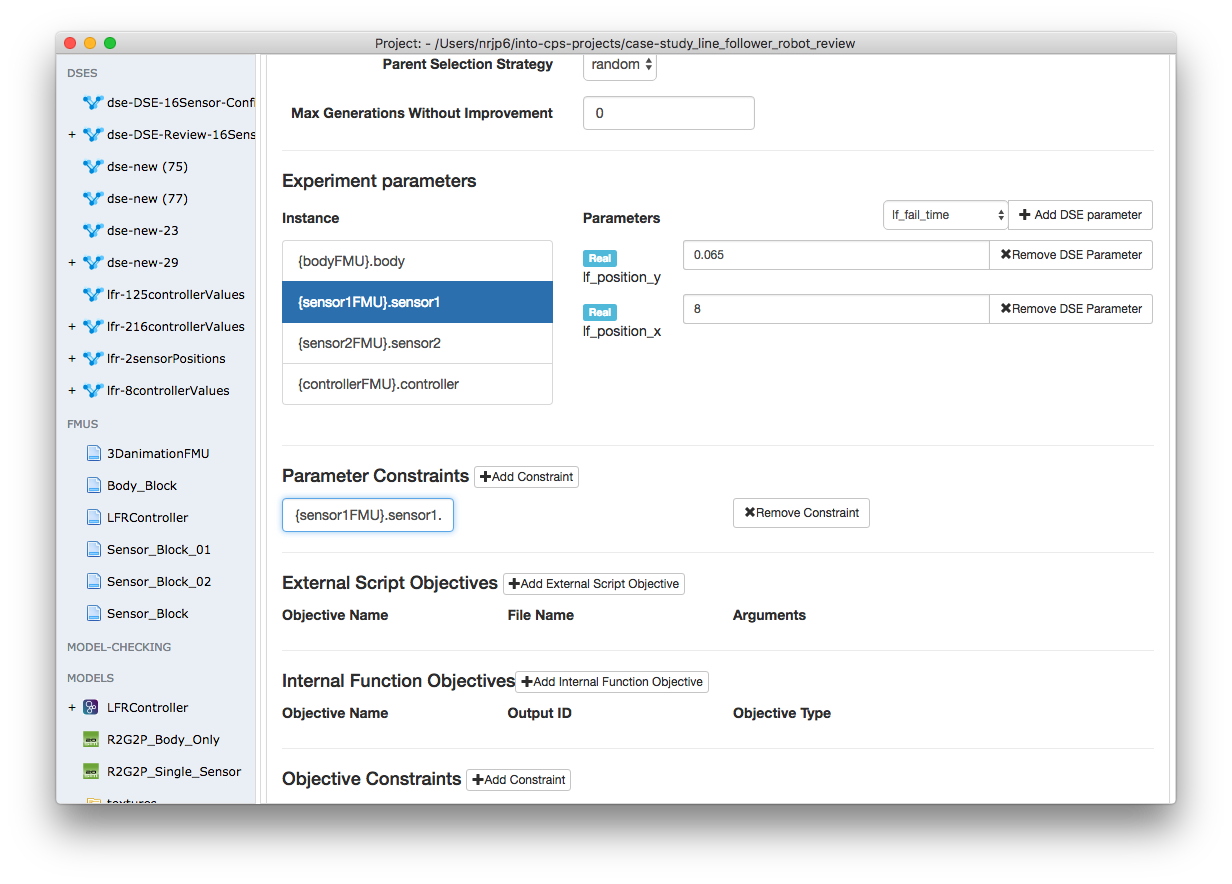 Project: - /Users/nrjp6/into-cps-projects/case-study_line_follower_robot_review
DSES
dse-DSE-16Sensor-Confi
+ dse-DSE-Review-16Sens
dse-new (75)
dse-new (77)
dse-new-23
+ dse-new-29
lfr-125controllerValues
+ lfr-216controllerValues
+ lfr-2sensorPositions
+ lfr-8controllerValues
FMUS
3DanimationFMU
Body_Block
LFRController
Sensor_Block_01
Sensor_Block_02
Sensor_Block
MODEL-CHECKING
MODELS
+ LFRController
R2G2P_Body_Only
R2G2P_Single_Sensor
textures
Parent Selection Strategy random
Max Generations Without Improvement 0
Experiment parameters
Instance
{bodyFMU}.body
{sensor1FMU}.sensor1
{sensor2FMU}.sensor2
{controllerFMU}.controller
Parameters lf_fail_time Add DSE parameter
Real 0.065 Remove DSE Parameter
lf_position_y
Real 8 Remove DSE Parameter
lf_position_x
Parameter Constraints Add Constraint
{sensor1FMU}.sensor1. Remove Constraint
External Script Objectives Add External Script Objective
Objective Name File Name Arguments
Internal Function Objectives Add Internal Function Objective
Objective Name Output ID Objective Type
Objective Constraints Add Constraint